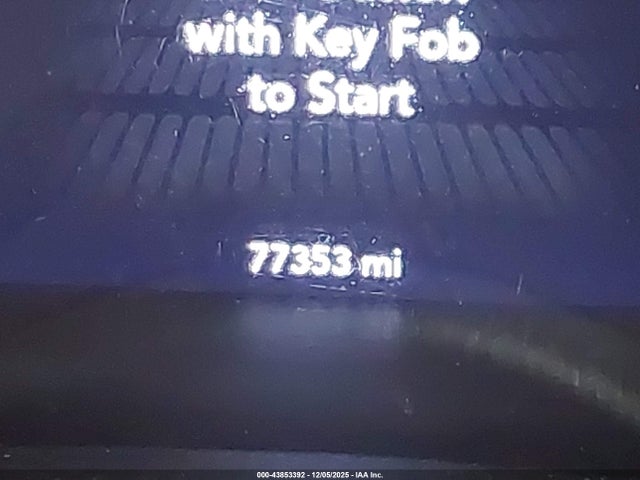 with Key Fob
to Start
77353 mi
000-43853392 - 12/05/2025 - IAA Inc.